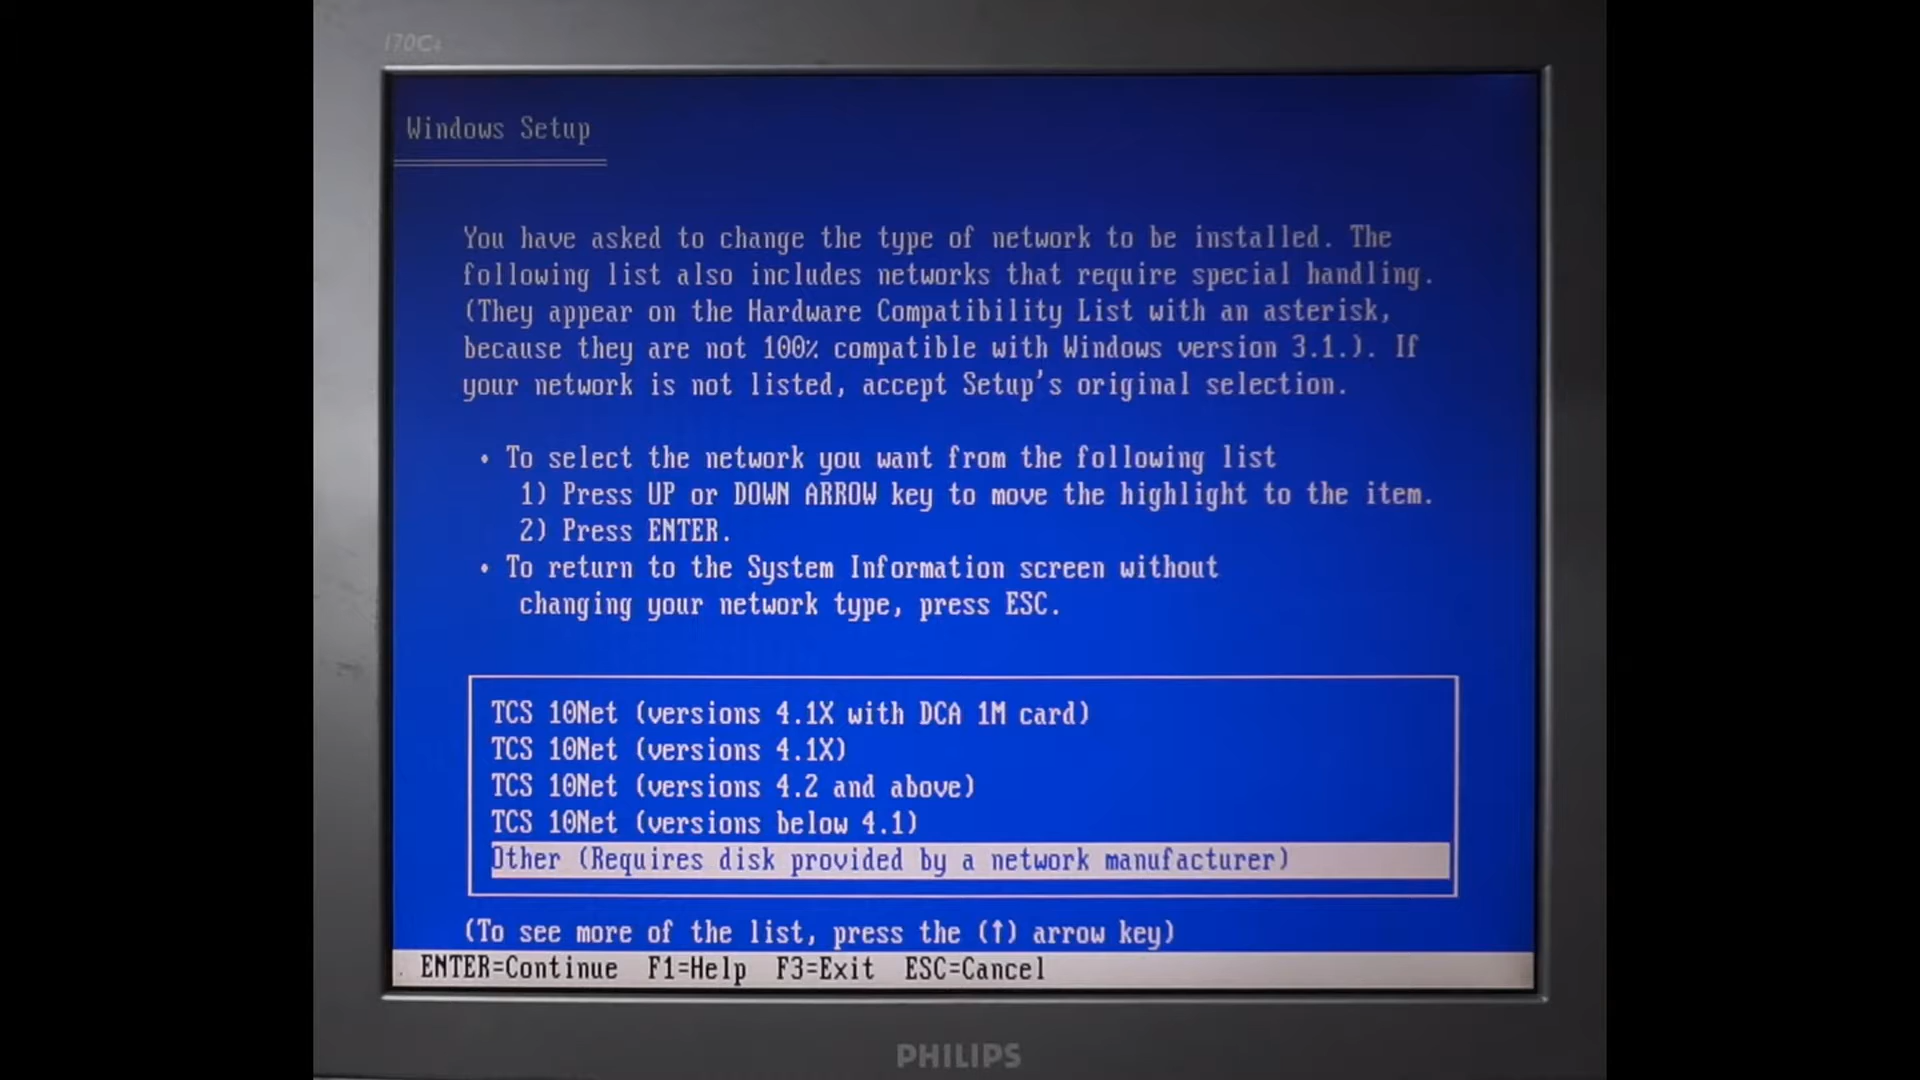 170C4
Windows Setup
You have asked to change the type of network to be installed. The
following list also includes networks that require special handling.
(They appear on the Hardware Compatibility List with an asterisk,
because they are not 100% compatible with Windows version 3.1.). If
your network is not listed, accept Setup's original selection.
• To select the network you want from the following list
1) Press UP or DOWN ARROW key to move the highlight to the item.
2) Press ENTER.
• To return to the System Information screen without
changing your network type, press ESC.
TCS 10Net (versions 4.1X with DCA 1M card)
TCS 10Net (versions 4.1X)
TCS 10Net (versions 4.2 and above)
TCS 10Net (versions below 4.1)
Other (Requires disk provided by a network manufacturer)
(To see more of the list, press the (↑) arrow key)
ENTER=Continue F1=Help F3=Exit ESC=Cancel
PHILIPS